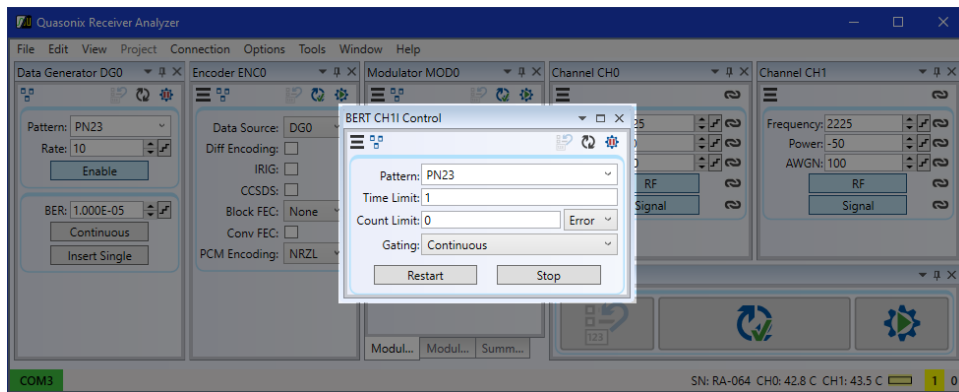 Quasonix Receiver Analyzer
File Edit View Project Connection Options Tools Window Help
Data Generator DG0
Encoder ENC0
Modulator MOD0
Channel CH0
Channel CH1
Pattern: PN23
Rate: 10
Enable
BER: 1.000E-05
Continuous
Insert Single
Data Source: DG0
Diff Encoding:
IRIG:
CCSDS:
Block FEC: None
Conv FEC:
PCM Encoding: NRZL
BERT CH1I Control
Pattern: PN23
Time Limit: 1
Count Limit: 0 Error
Gating: Continuous
Restart Stop
Modul... Modul... Summ...
RF
Signal
Frequency: 2225
Power: -50
AWGN: 100
RF
Signal
123
COM3
SN: RA-064 CH0: 42.8 C CH1: 43.5 C 1 0